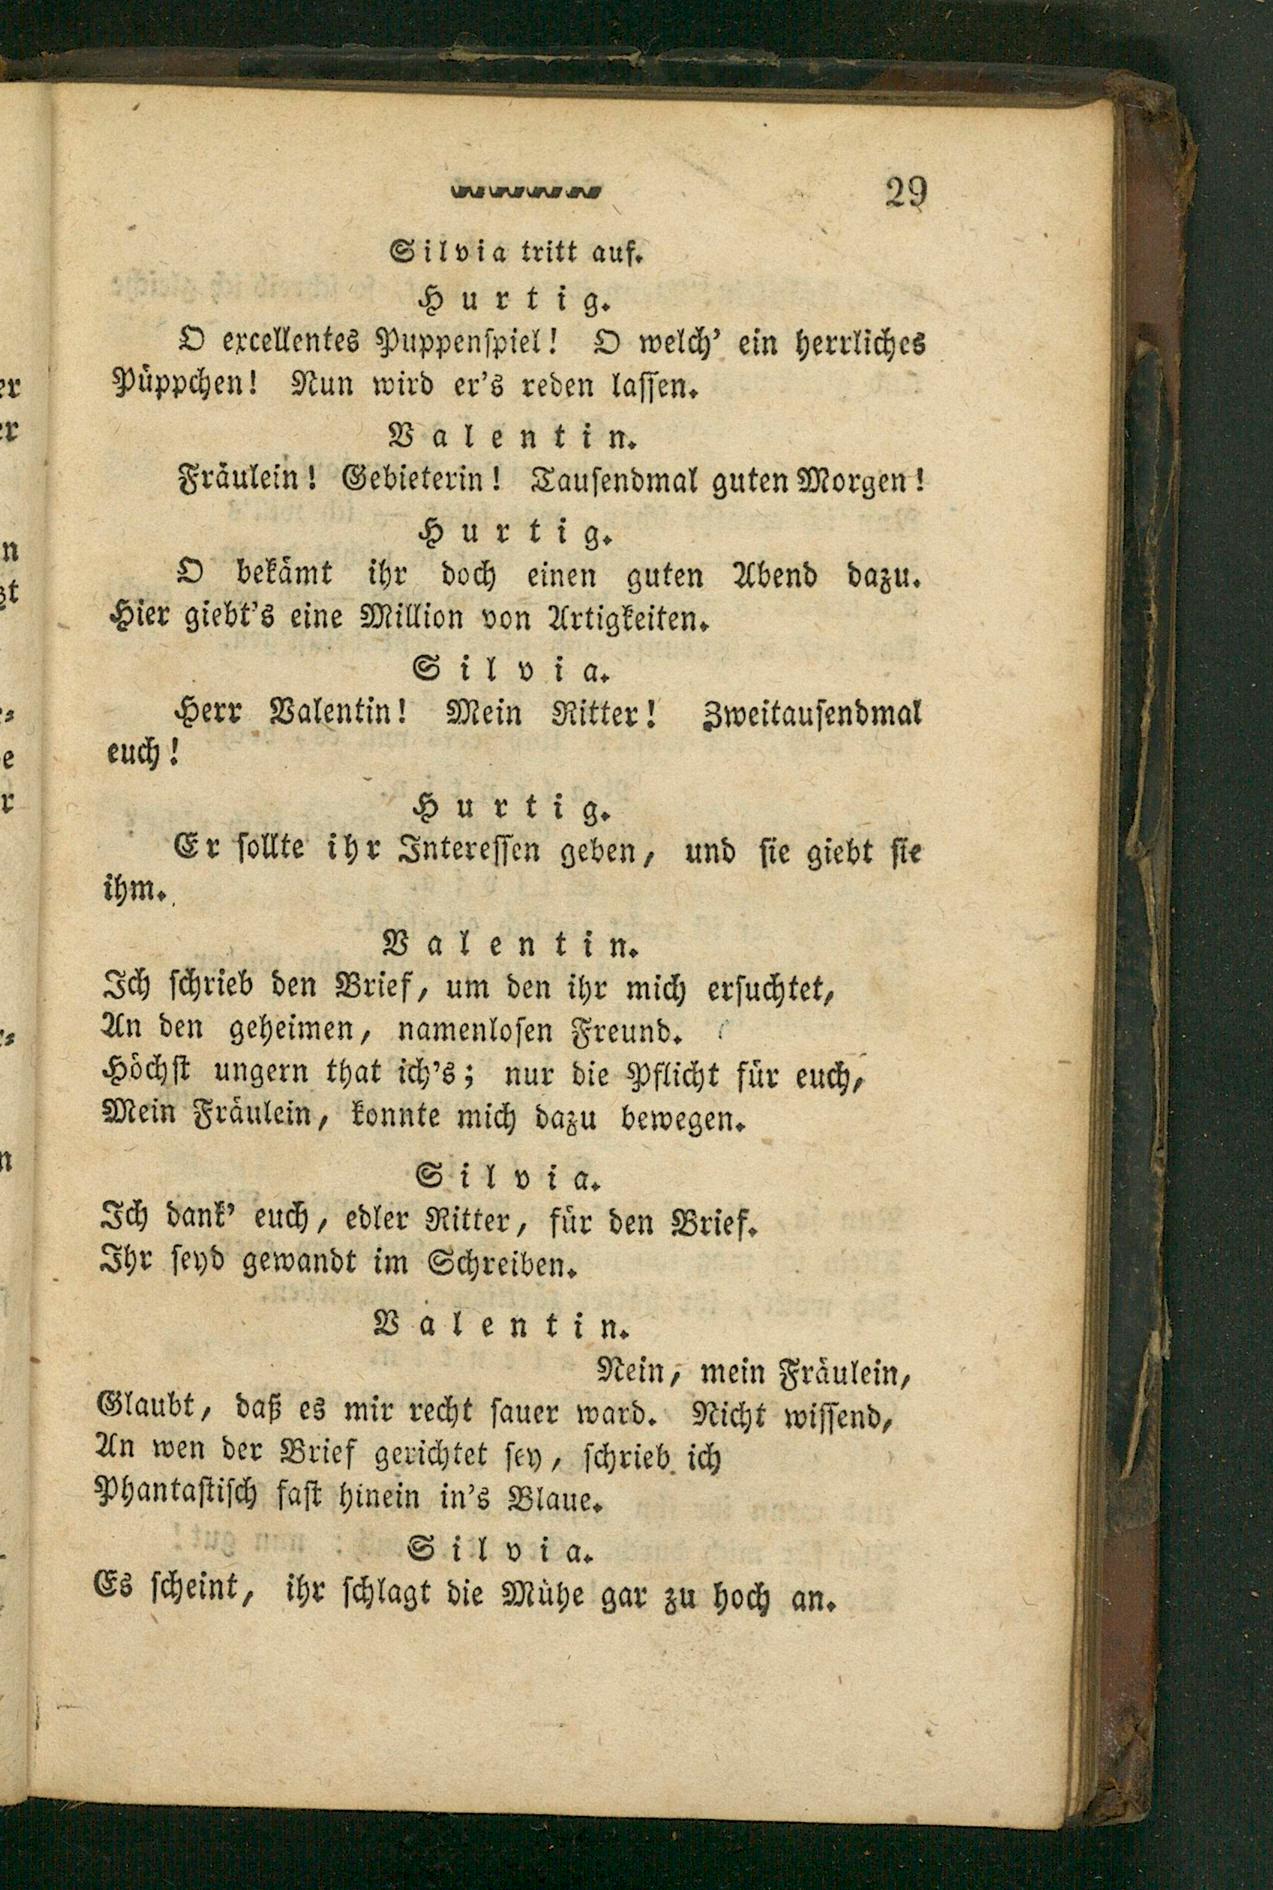 29
Silvia tritt auf.
Hurtig.
O excellentes Puppenspiel! O welch' ein herrliches
Püppchen! Nun wird er's reden lassen.
Valentin.
Fräulein! Gebieterin! Tausendmal guten Morgen!
Hurtig.
O bekämt ihr doch einen guten Abend dazu.
Hier giebt's eine Million von Artigkeiten.
Silvia.
Herr Valentin! Mein Ritter! Zweitausendmal
euch!
Hurtig.
Er sollte ihr Interessen geben, und sie giebt sie
ihm.
Valentin.
Ich schrieb den Brief, um den ihr mich ersuchtet,
An den geheimen, namenlosen Freund.
Höchst ungern that ich's; nur die Pflicht für euch,
Mein Fräulein, konnte mich dazu bewegen.
Silvia.
Ich dank' euch, edler Ritter, für den Brief.
Ihr seyd gewandt im Schreiben.
Valentin.
Nein, mein Fräulein,
Glaubt, daß es mir recht sauer ward. Nicht wissend,
An wen der Brief gerichtet sey, schrieb ich
Phantastisch fast hinein in's Blaue.
Silvia.
Es scheint, ihr schlagt die Mühe gar zu hoch an.